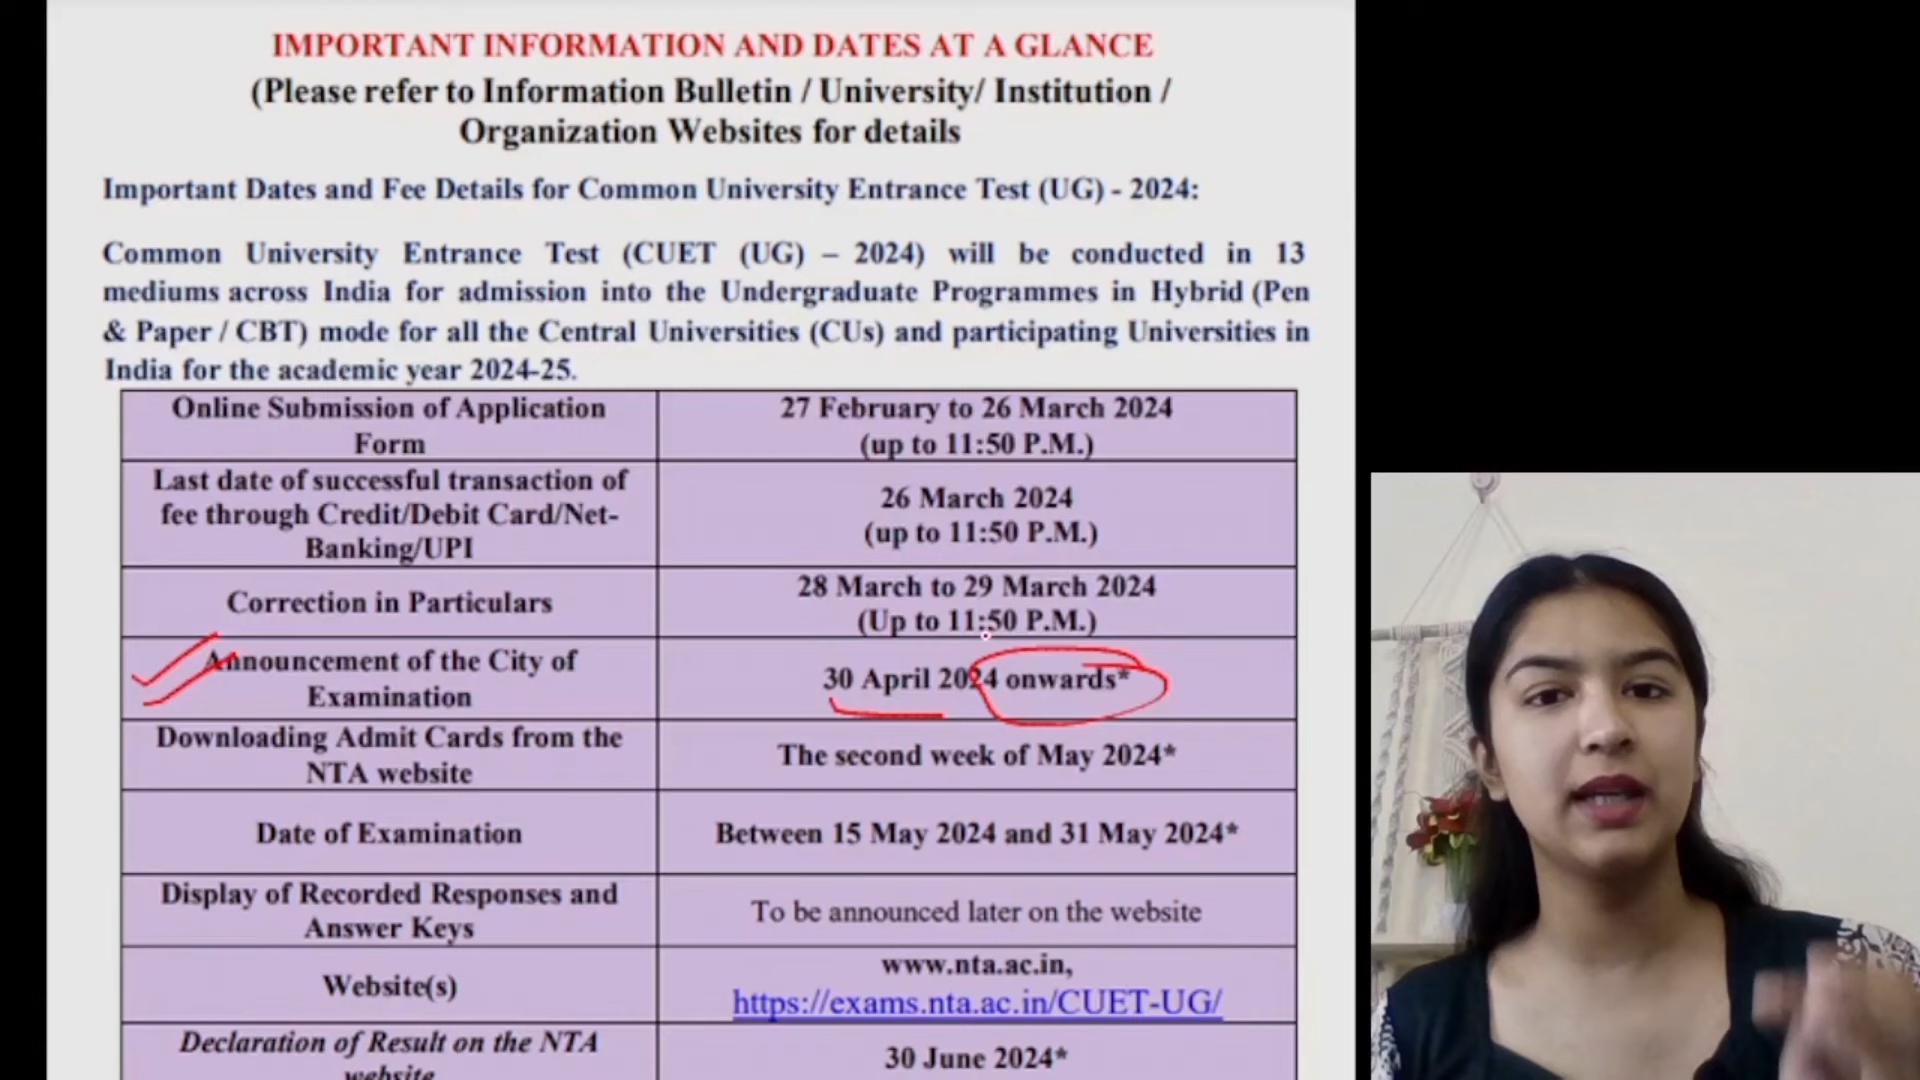 IMPORTANT INFORMATION AND DATES AT A GLANCE
(Please refer to Information Bulletin / University/ Institution /
Organization Websites for details
Important Dates and Fee Details for Common University Entrance Test (UG) - 2024:
Common University Entrance Test (CUET (UG) – 2024) will be conducted in 13
mediums across India for admission into the Undergraduate Programmes in Hybrid (Pen
& Paper / CBT) mode for all the Central Universities (CUs) and participating Universities in
India for the academic year 2024-25.
Online Submission of Application
Form
27 February to 26 March 2024
(up to 11:50 P.M.)
Last date of successful transaction of
fee through Credit/Debit Card/Net-
Banking/UPI
26 March 2024
(up to 11:50 P.M.)
Correction in Particulars
28 March to 29 March 2024
(Up to 11:50 P.M.)
Announcement of the City of
Examination
30 April 2024 onwards*
Downloading Admit Cards from the
NTA website
The second week of May 2024*
Date of Examination
Between 15 May 2024 and 31 May 2024*
Display of Recorded Responses and
Answer Keys
To be announced later on the website
Website(s)
www.nta.ac.in,
https://exams.nta.ac.in/CUET-UG/
Declaration of Result on the NTA
website
30 June 2024*